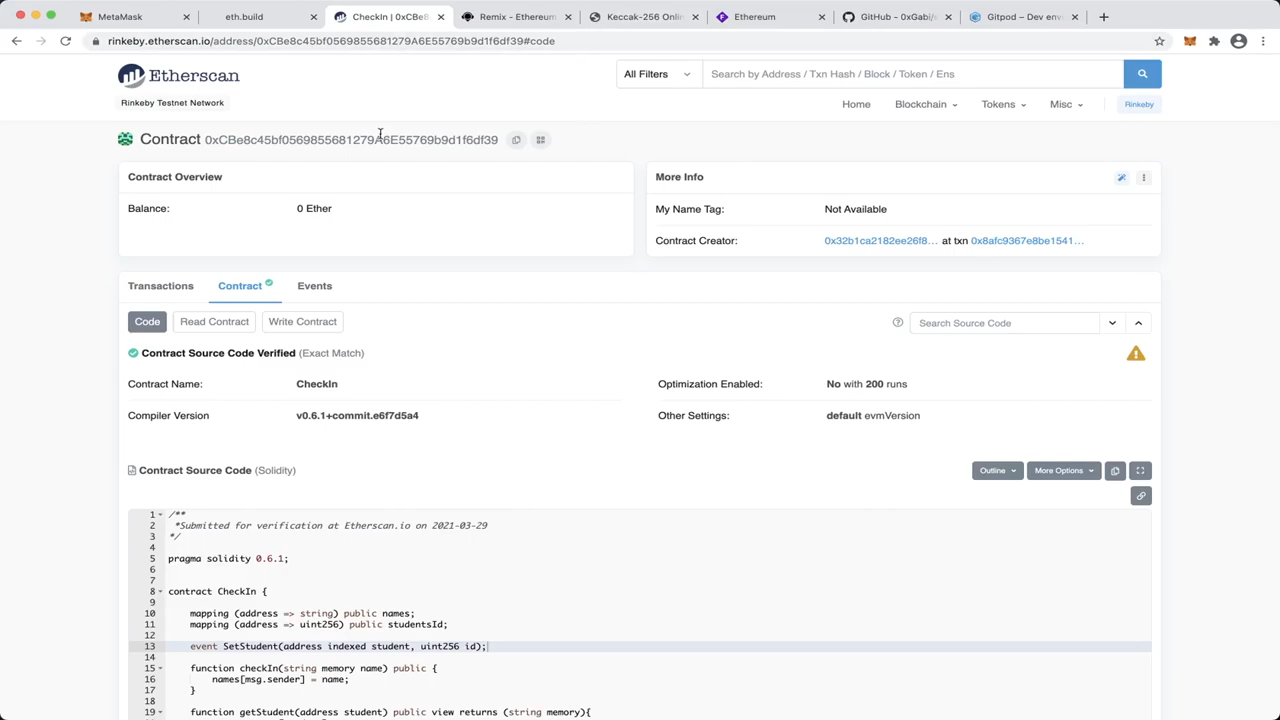 MetaMask
eth.build
CheckIn | 0xCBe8
Remix - Ethereum
Keccak-256 Onli
Ethereum
GitHub - 0xGabi/
Gitpod – Dev env
rinkeby.etherscan.io/address/0xCBe8c45bf0569855681279A6E55769b9d1f6df39#code
Etherscan
All Filters
Search by Address / Txn Hash / Block / Token / Ens
Rinkeby Testnet Network
Home
Blockchain
Tokens
Misc
Rinkeby
Contract 0xCBe8c45bf0569855681279A6E55769b9d1f6df39
Contract Overview
Balance: 0 Ether
More Info
My Name Tag: Not Available
Contract Creator: 0x32b1ca2182ee26f8... at txn 0x8afc9367e8be1541...
Transactions
Contract
Events
Code
Read Contract
Write Contract
Search Source Code
Contract Source Code Verified (Exact Match)
Contract Name: CheckIn
Optimization Enabled: No with 200 runs
Compiler Version v0.6.1+commit.e6f7d5a4
Other Settings: default evmVersion
Contract Source Code (Solidity)
Outline
More Options
1 /**
2 *Submitted for verification at Etherscan.io on 2021-03-29
3 */
4
5 pragma solidity 0.6.1;
6
7
8 contract CheckIn {
9
10 mapping (address => string) public names;
11 mapping (address => uint256) public studentsId;
12
13 event SetStudent(address indexed student, uint256 id);
14
15 function checkIn(string memory name) public {
16 names[msg.sender] = name;
17 }
18
19 function getStudent(address student) public view returns (string memory){